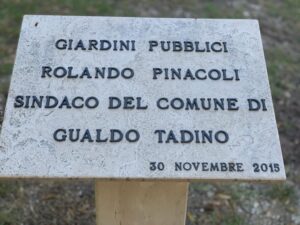 GIARDINI PUBBLICI
ROLANDO PINACOLI
SINDACO DEL COMUNE DI
GUALDO TADINO
30 NOVEMBRE 2015